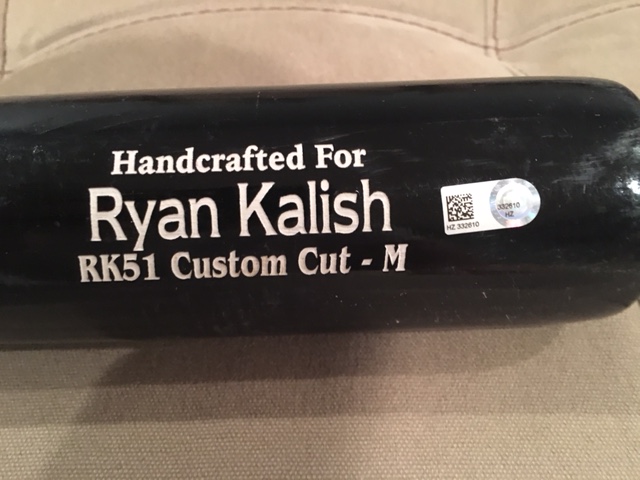 Handcrafted For
Ryan Kalish
RK51 Custom Cut - M
HZ 332610
332610
HZ